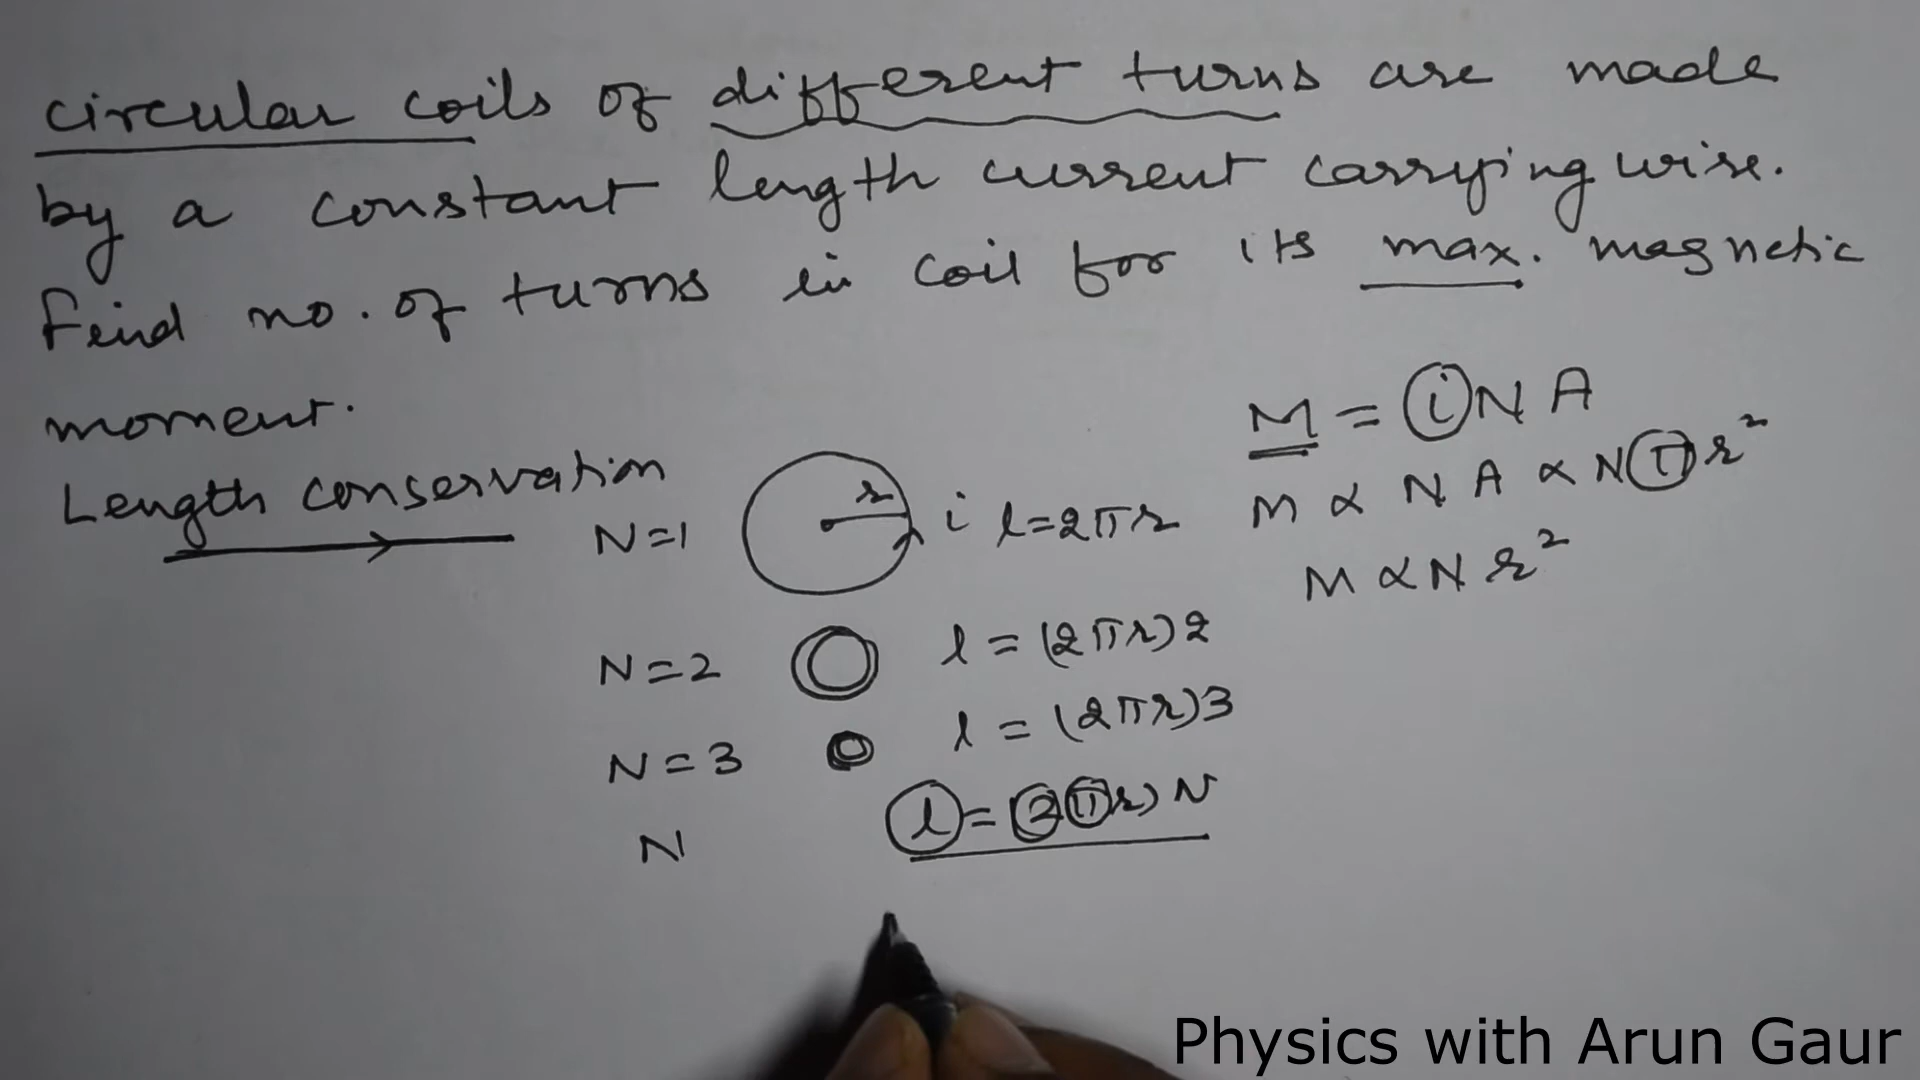 circular coils of different turns are made
by a constant length current carrying wire.
Find no. of turns in coil for its max. magnetic
moment.
Length conservation
M = i N A
M ∝ N A ∝ N π r²
M ∝ N r²
N=1 r i l=2πr
N=2 l = (2πr)2
N=3 l = (2πr)3
N l = (2πr) N
Physics with Arun Gaur